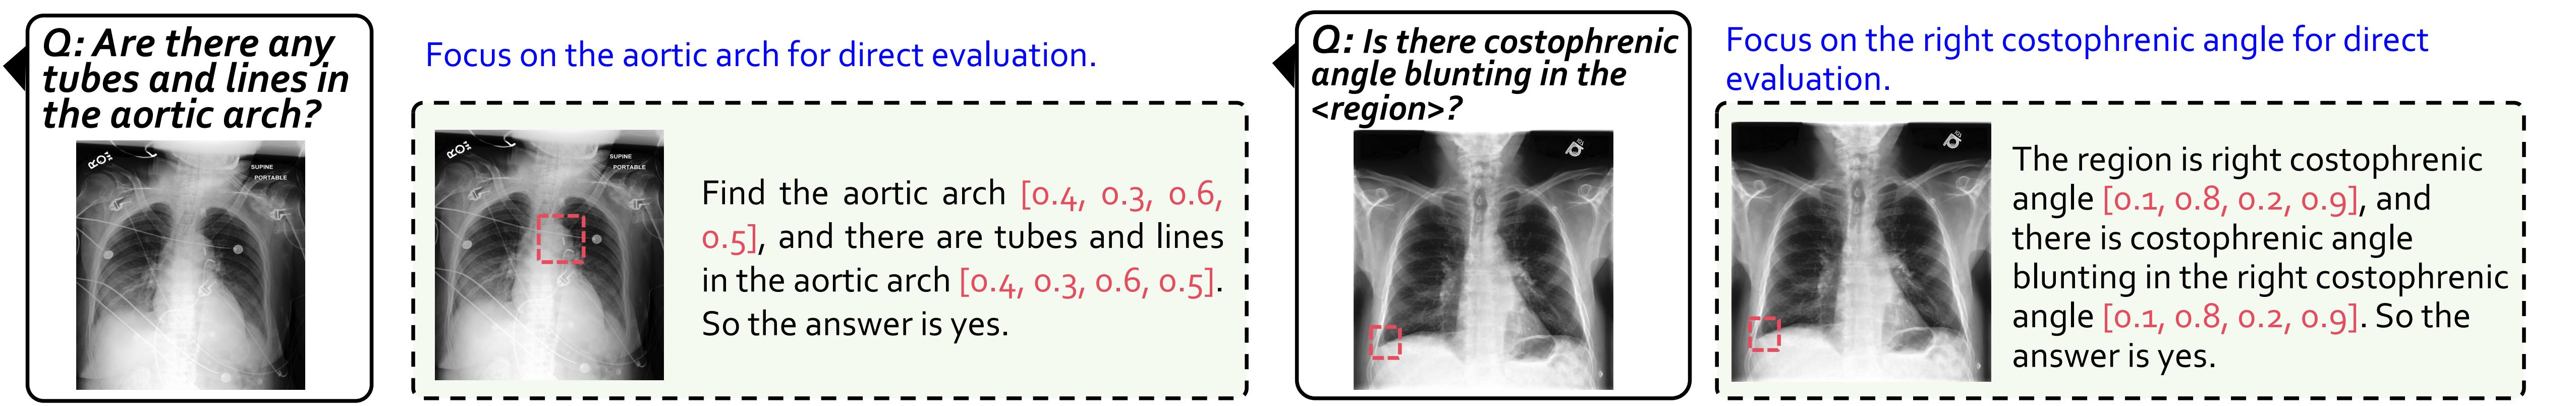 Q: Are there any
tubes and lines in
the aortic arch?
SUPINE
PORTABLE
Focus on the aortic arch for direct evaluation.
SUPINE
PORTABLE
Find the aortic arch [0.4, 0.3, 0.6,
0.5], and there are tubes and lines
in the aortic arch [0.4, 0.3, 0.6, 0.5].
So the answer is yes.
Q: Is there costophrenic
angle blunting in the
<region>?
Focus on the right costophrenic angle for direct
evaluation.
The region is right costophrenic
angle [0.1, 0.8, 0.2, 0.9], and
there is costophrenic angle
blunting in the right costophrenic
angle [0.1, 0.8, 0.2, 0.9]. So the
answer is yes.